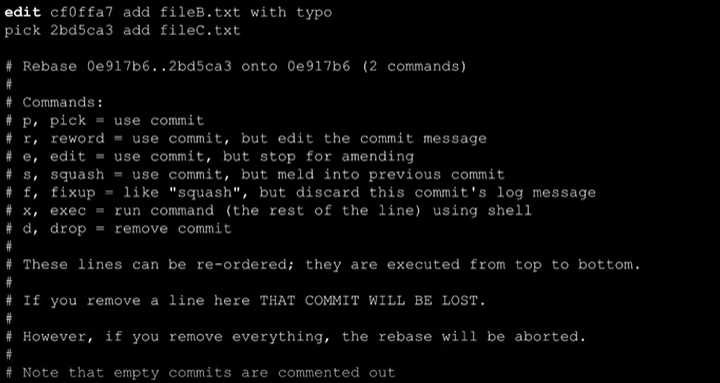 edit cf0ffa7 add fileB.txt with typo
pick 2bd5ca3 add fileC.txt
# Rebase 0e917b6..2bd5ca3 onto 0e917b6 (2 commands)
#
# Commands:
# p, pick = use commit
# r, reword = use commit, but edit the commit message
# e, edit = use commit, but stop for amending
# s, squash = use commit, but meld into previous commit
# f, fixup = like "squash", but discard this commit's log message
# x, exec = run command (the rest of the line) using shell
# d, drop = remove commit
#
# These lines can be re-ordered; they are executed from top to bottom.
#
# If you remove a line here THAT COMMIT WILL BE LOST.
#
# However, if you remove everything, the rebase will be aborted.
#
# Note that empty commits are commented out